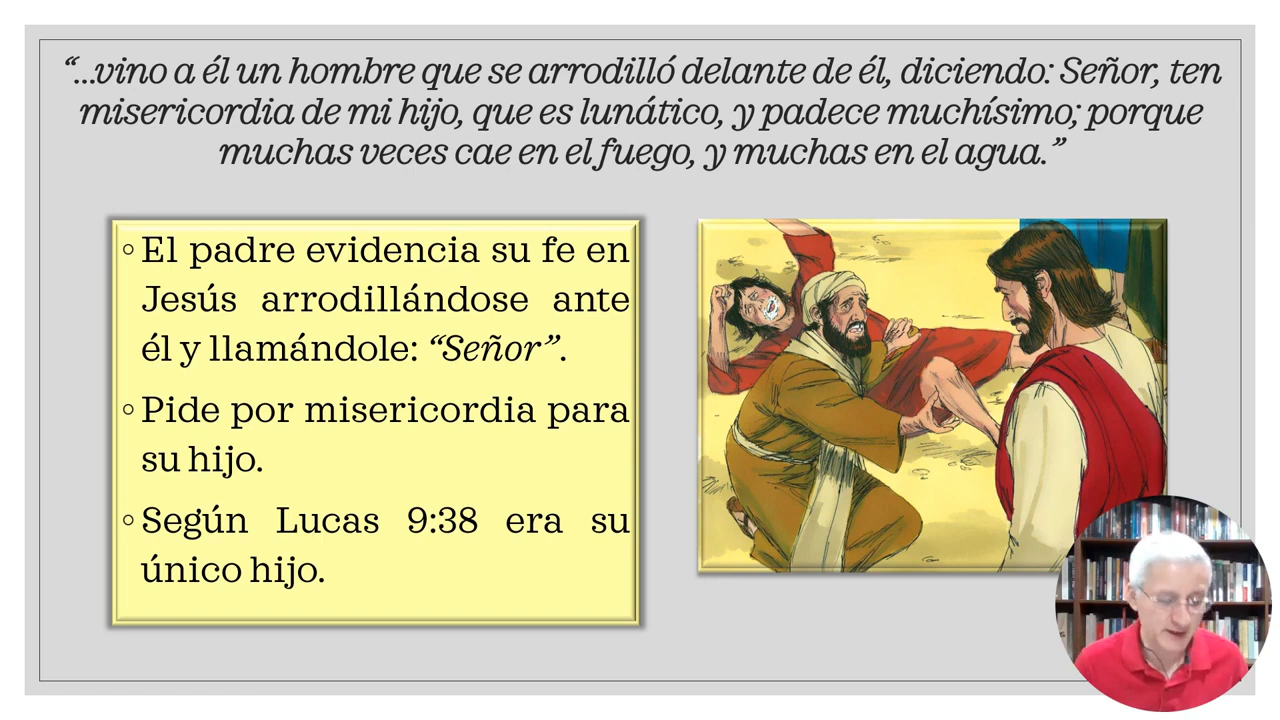 “…vino a él un hombre que se arrodilló delante de él, diciendo: Señor, ten
misericordia de mi hijo, que es lunático, y padece muchísimo; porque
muchas veces cae en el fuego, y muchas en el agua.”
◦El padre evidencia su fe en
Jesús arrodillándose ante
él y llamándole: “Señor”.
◦Pide por misericordia para
su hijo.
◦Según Lucas 9:38 era su
único hijo.